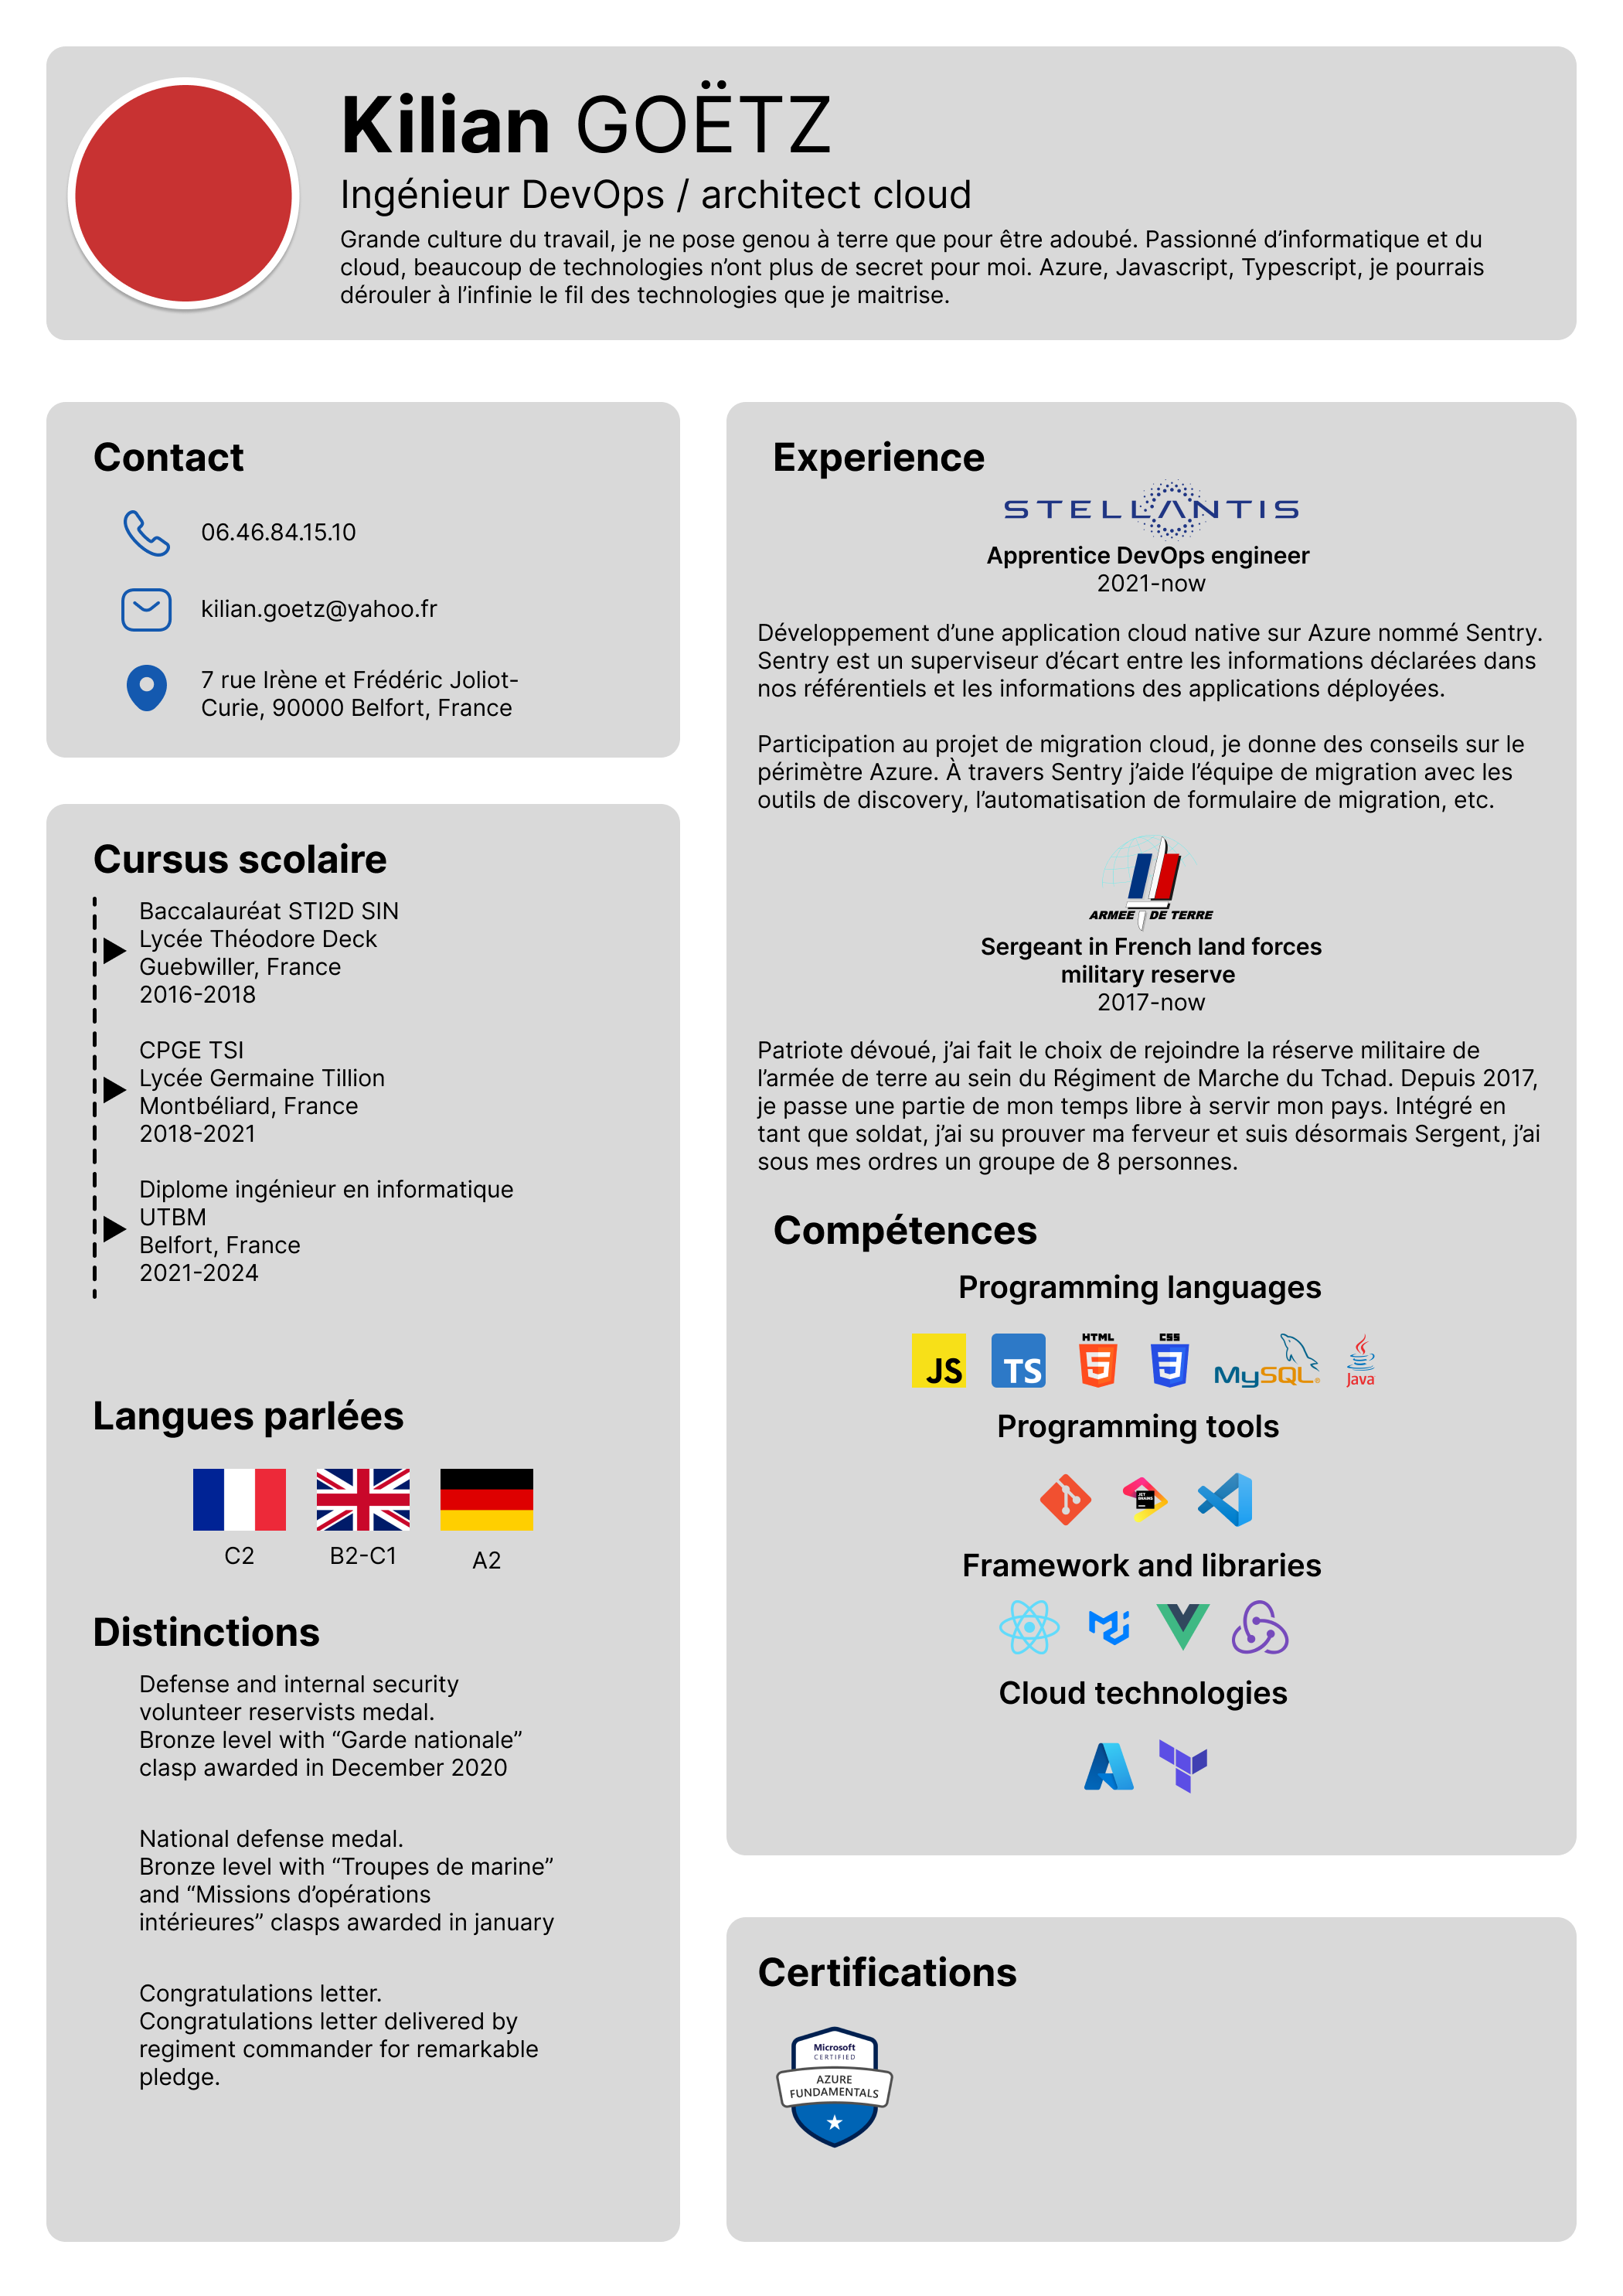 Kilian GOËTZ
Ingénieur DevOps / architect cloud
Grande culture du travail, je ne pose genou à terre que pour être adoubé. Passionné d’informatique et du
cloud, beaucoup de technologies n’ont plus de secret pour moi. Azure, Javascript, Typescript, je pourrais
dérouler à l’infinie le fil des technologies que je maitrise.
Contact
06.46.84.15.10
kilian.goetz@yahoo.fr
7 rue Irène et Frédéric Joliot-
Curie, 90000 Belfort, France
Cursus scolaire
Baccalauréat STI2D SIN
Lycée Théodore Deck
Guebwiller, France
2016-2018
CPGE TSI
Lycée Germaine Tillion
Montbéliard, France
2018-2021
Diplome ingénieur en informatique
UTBM
Belfort, France
2021-2024
Langues parlées
C2
B2-C1
A2
Distinctions
Defense and internal security
volunteer reservists medal.
Bronze level with “Garde nationale”
clasp awarded in December 2020
National defense medal.
Bronze level with “Troupes de marine”
and “Missions d’opérations
intérieures” clasps awarded in january
Congratulations letter.
Congratulations letter delivered by
regiment commander for remarkable
pledge.
Experience
STELLANTIS
Apprentice DevOps engineer
2021-now
Développement d’une application cloud native sur Azure nommé Sentry.
Sentry est un superviseur d’écart entre les informations déclarées dans
nos référentiels et les informations des applications déployées.
Participation au projet de migration cloud, je donne des conseils sur le
périmètre Azure. À travers Sentry j’aide l’équipe de migration avec les
outils de discovery, l’automatisation de formulaire de migration, etc.
ARMEE DE TERRE
Sergeant in French land forces
military reserve
2017-now
Patriote dévoué, j’ai fait le choix de rejoindre la réserve militaire de
l’armée de terre au sein du Régiment de Marche du Tchad. Depuis 2017,
je passe une partie de mon temps libre à servir mon pays. Intégré en
tant que soldat, j’ai su prouver ma ferveur et suis désormais Sergent, j’ai
sous mes ordres un groupe de 8 personnes.
Compétences
Programming languages
JS
TS
HTML
5
CSS
3
MySQL
Java
Programming tools
JET
BRAINS
Framework and libraries
Cloud technologies
Certifications
Microsoft
CERTIFIED
AZURE
FUNDAMENTALS